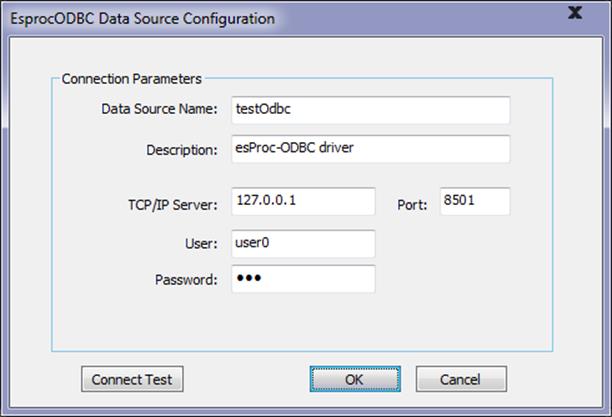 EsprocODBC Data Source Configuration
X
Connection Parameters
Data Source Name: testOdbc
Description: esProc-ODBC driver
TCP/IP Server: 127.0.0.1 Port: 8501
User: user0
Password: •••
Connect Test OK Cancel